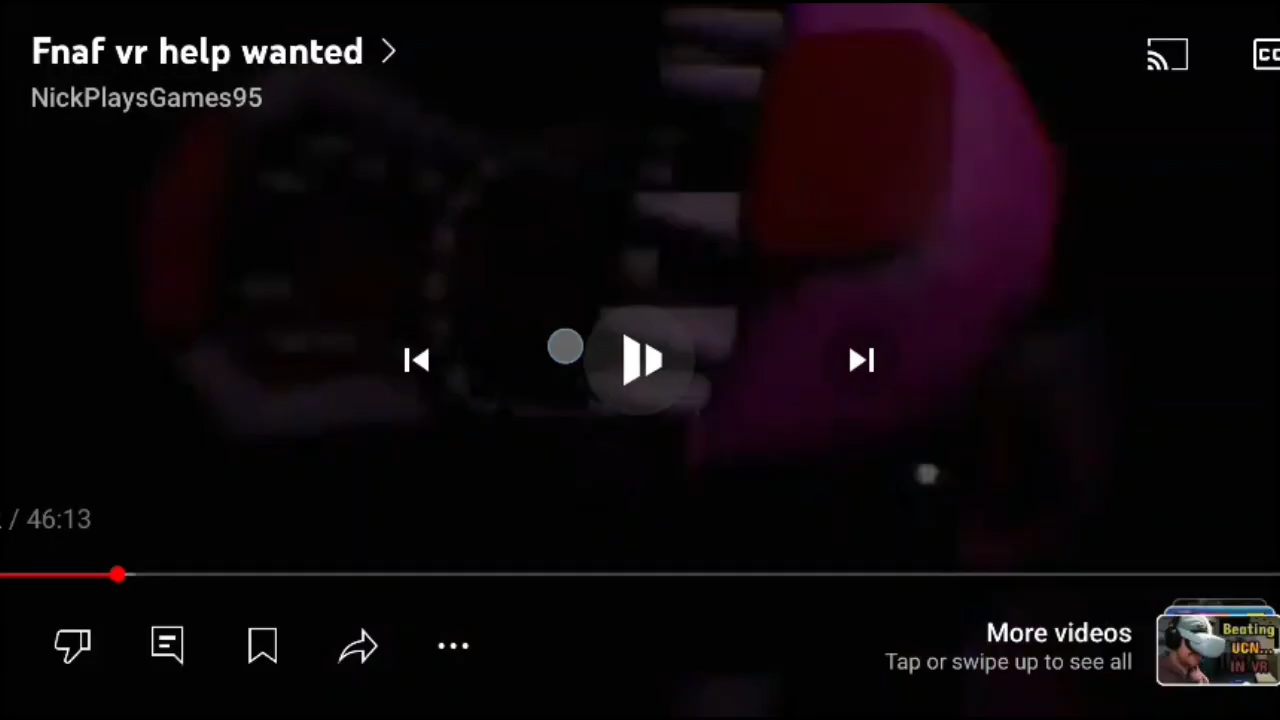 Fnaf vr help wanted
NickPlaysGames95
/ 46:13
More videos
Tap or swipe up to see all
Beating
UCN...
IN VR